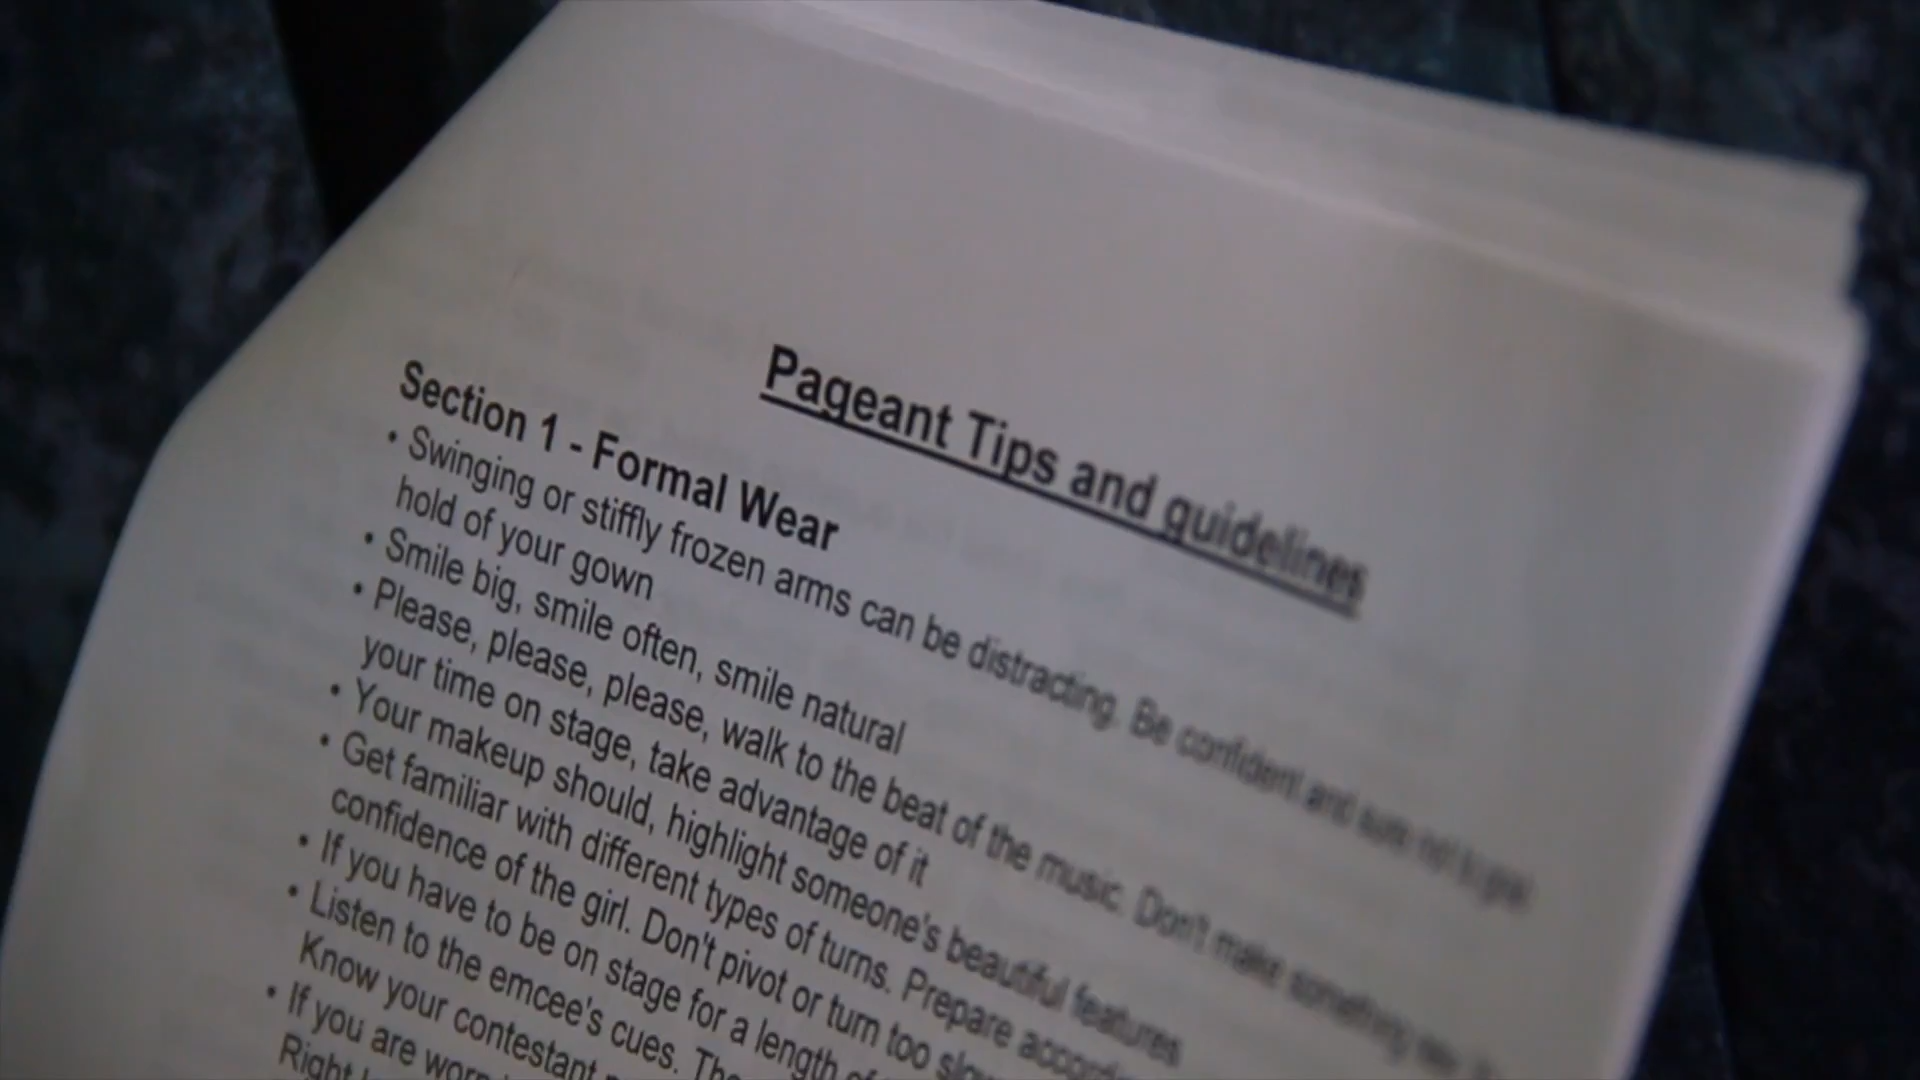 Pageant Tips and guidelines
Section 1 - Formal Wear
• Swinging or stiffly frozen arms can be distracting. Be confident and sure not to
hold of your gown
• Smile big, smile often, smile natural
• Please, please, please, walk to the beat of the music. Don't make something
your time on stage, take advantage of it
• Your makeup should, highlight someone's beautiful features
• Get familiar with different types of turns. Prepare
confidence of the girl. Don't pivot or turn too
• If you have to be on stage for a length of
• Listen to the emcee's cues.
Know your contestant
• If you are
Right